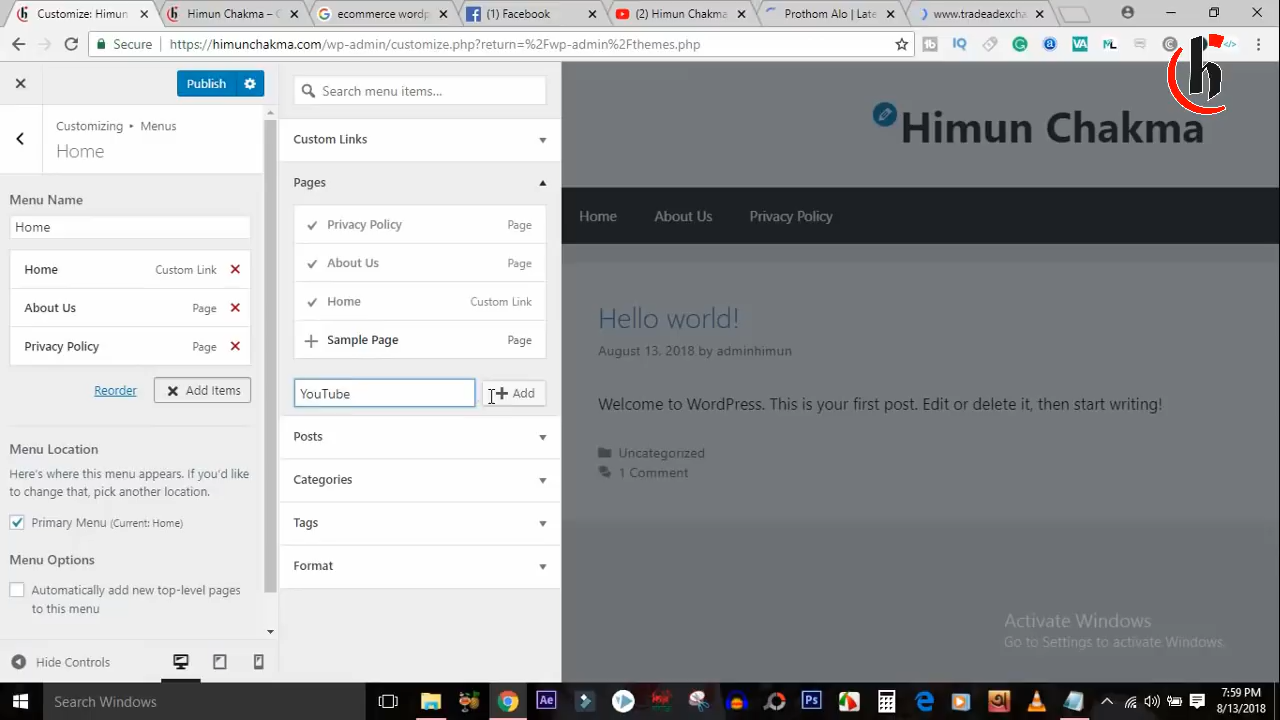 Customize: Himun
Himun Chakma – C
ecommerce wordp
(1) Facebook
(2) Himun Chakma
Prothom Alo | Late
www.tradeadexcha
Secure
https://himunchakma.com/wp-admin/customize.php?return=%2Fwp-admin%2Fthemes.php
Publish
Customizing • Menus
Home
Menu Name
Home
Home Custom Link
About Us Page
Privacy Policy Page
Reorder
Add Items
Menu Location
Here's where this menu appears. If you'd like
to change that, pick another location.
Primary Menu (Current: Home)
Menu Options
Automatically add new top-level pages
to this menu
Hide Controls
Search menu items...
Custom Links
Pages
Privacy Policy Page
About Us Page
Home Custom Link
Sample Page Page
YouTube
Add
Posts
Categories
Tags
Format
Himun Chakma
Home About Us Privacy Policy
Hello world!
August 13, 2018 by adminhimun
Welcome to WordPress. This is your first post. Edit or delete it, then start writing!
Uncategorized
1 Comment
Activate Windows
Go to Settings to activate Windows.
Search Windows
7:59 PM
8/13/2018